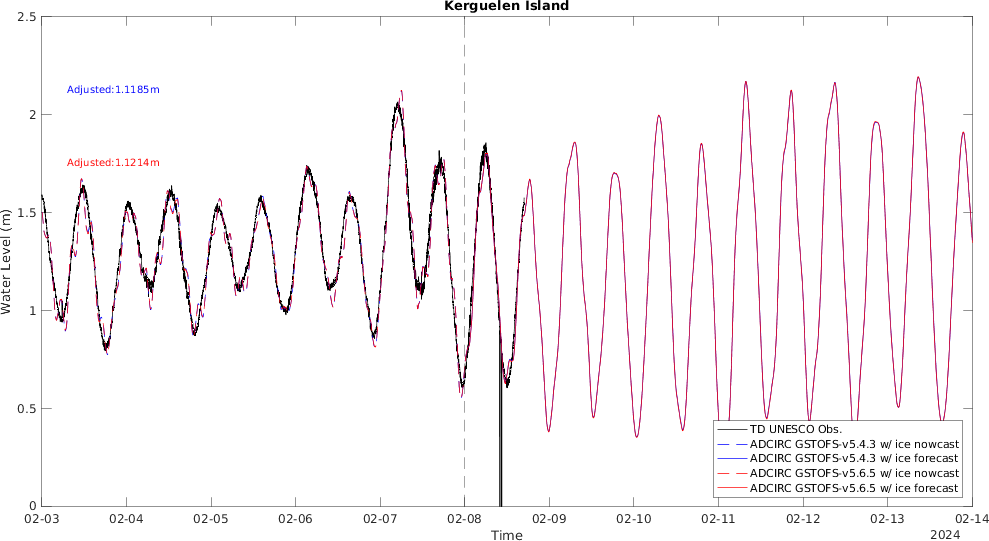 Kerguelen Island
2.5
2
1.5
1
0.5
0
Water Level (m)
Adjusted:1.1185m
Adjusted:1.1214m
TD UNESCO Obs.
ADCIRC GSTOFS-v5.4.3 w/ ice nowcast
ADCIRC GSTOFS-v5.4.3 w/ ice forecast
ADCIRC GSTOFS-v5.6.5 w/ ice nowcast
ADCIRC GSTOFS-v5.6.5 w/ ice forecast
02-03 02-04 02-05 02-06 02-07 02-08 02-09 02-10 02-11 02-12 02-13 02-14
Time
2024